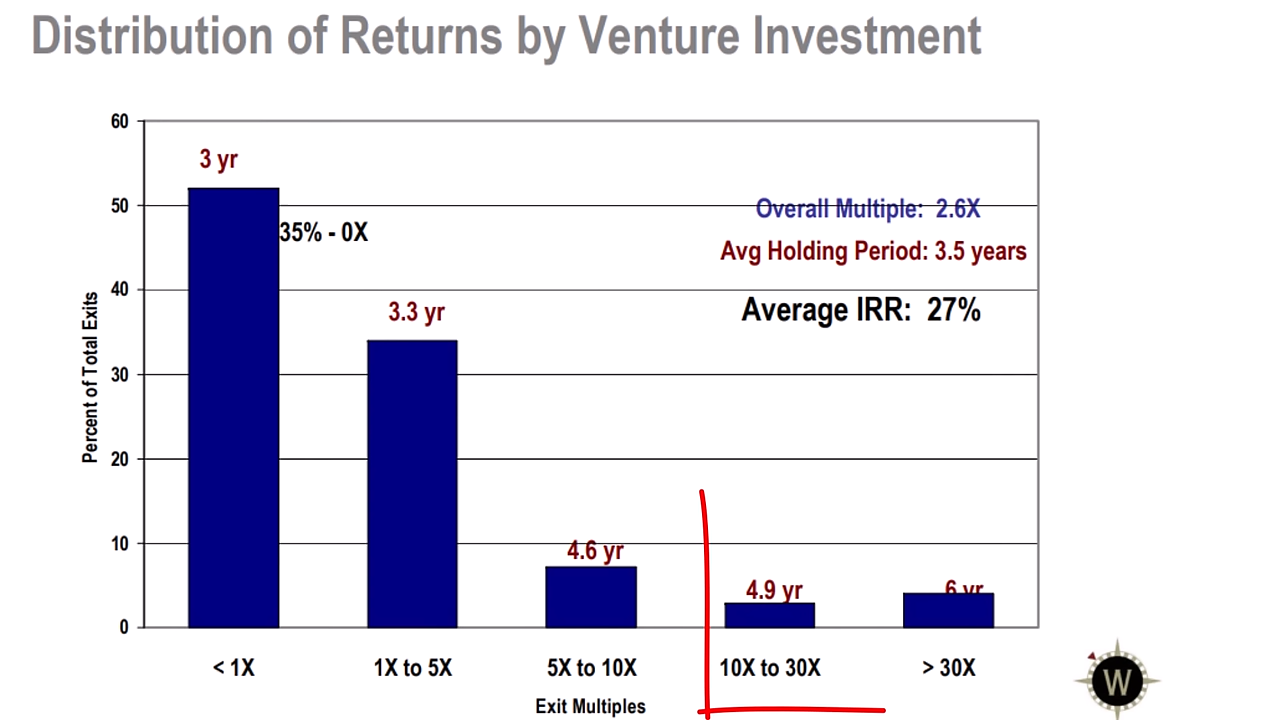 Distribution of Returns by Venture Investment
60
3 yr
50
Overall Multiple: 2.6X
35% - 0X
Avg Holding Period: 3.5 years
40
3.3 yr
Average IRR: 27%
Percent of Total Exits
30
20
10
4.6 yr
4.9 yr
6 yr
0
< 1X
1X to 5X
5X to 10X
10X to 30X
> 30X
Exit Multiples
W